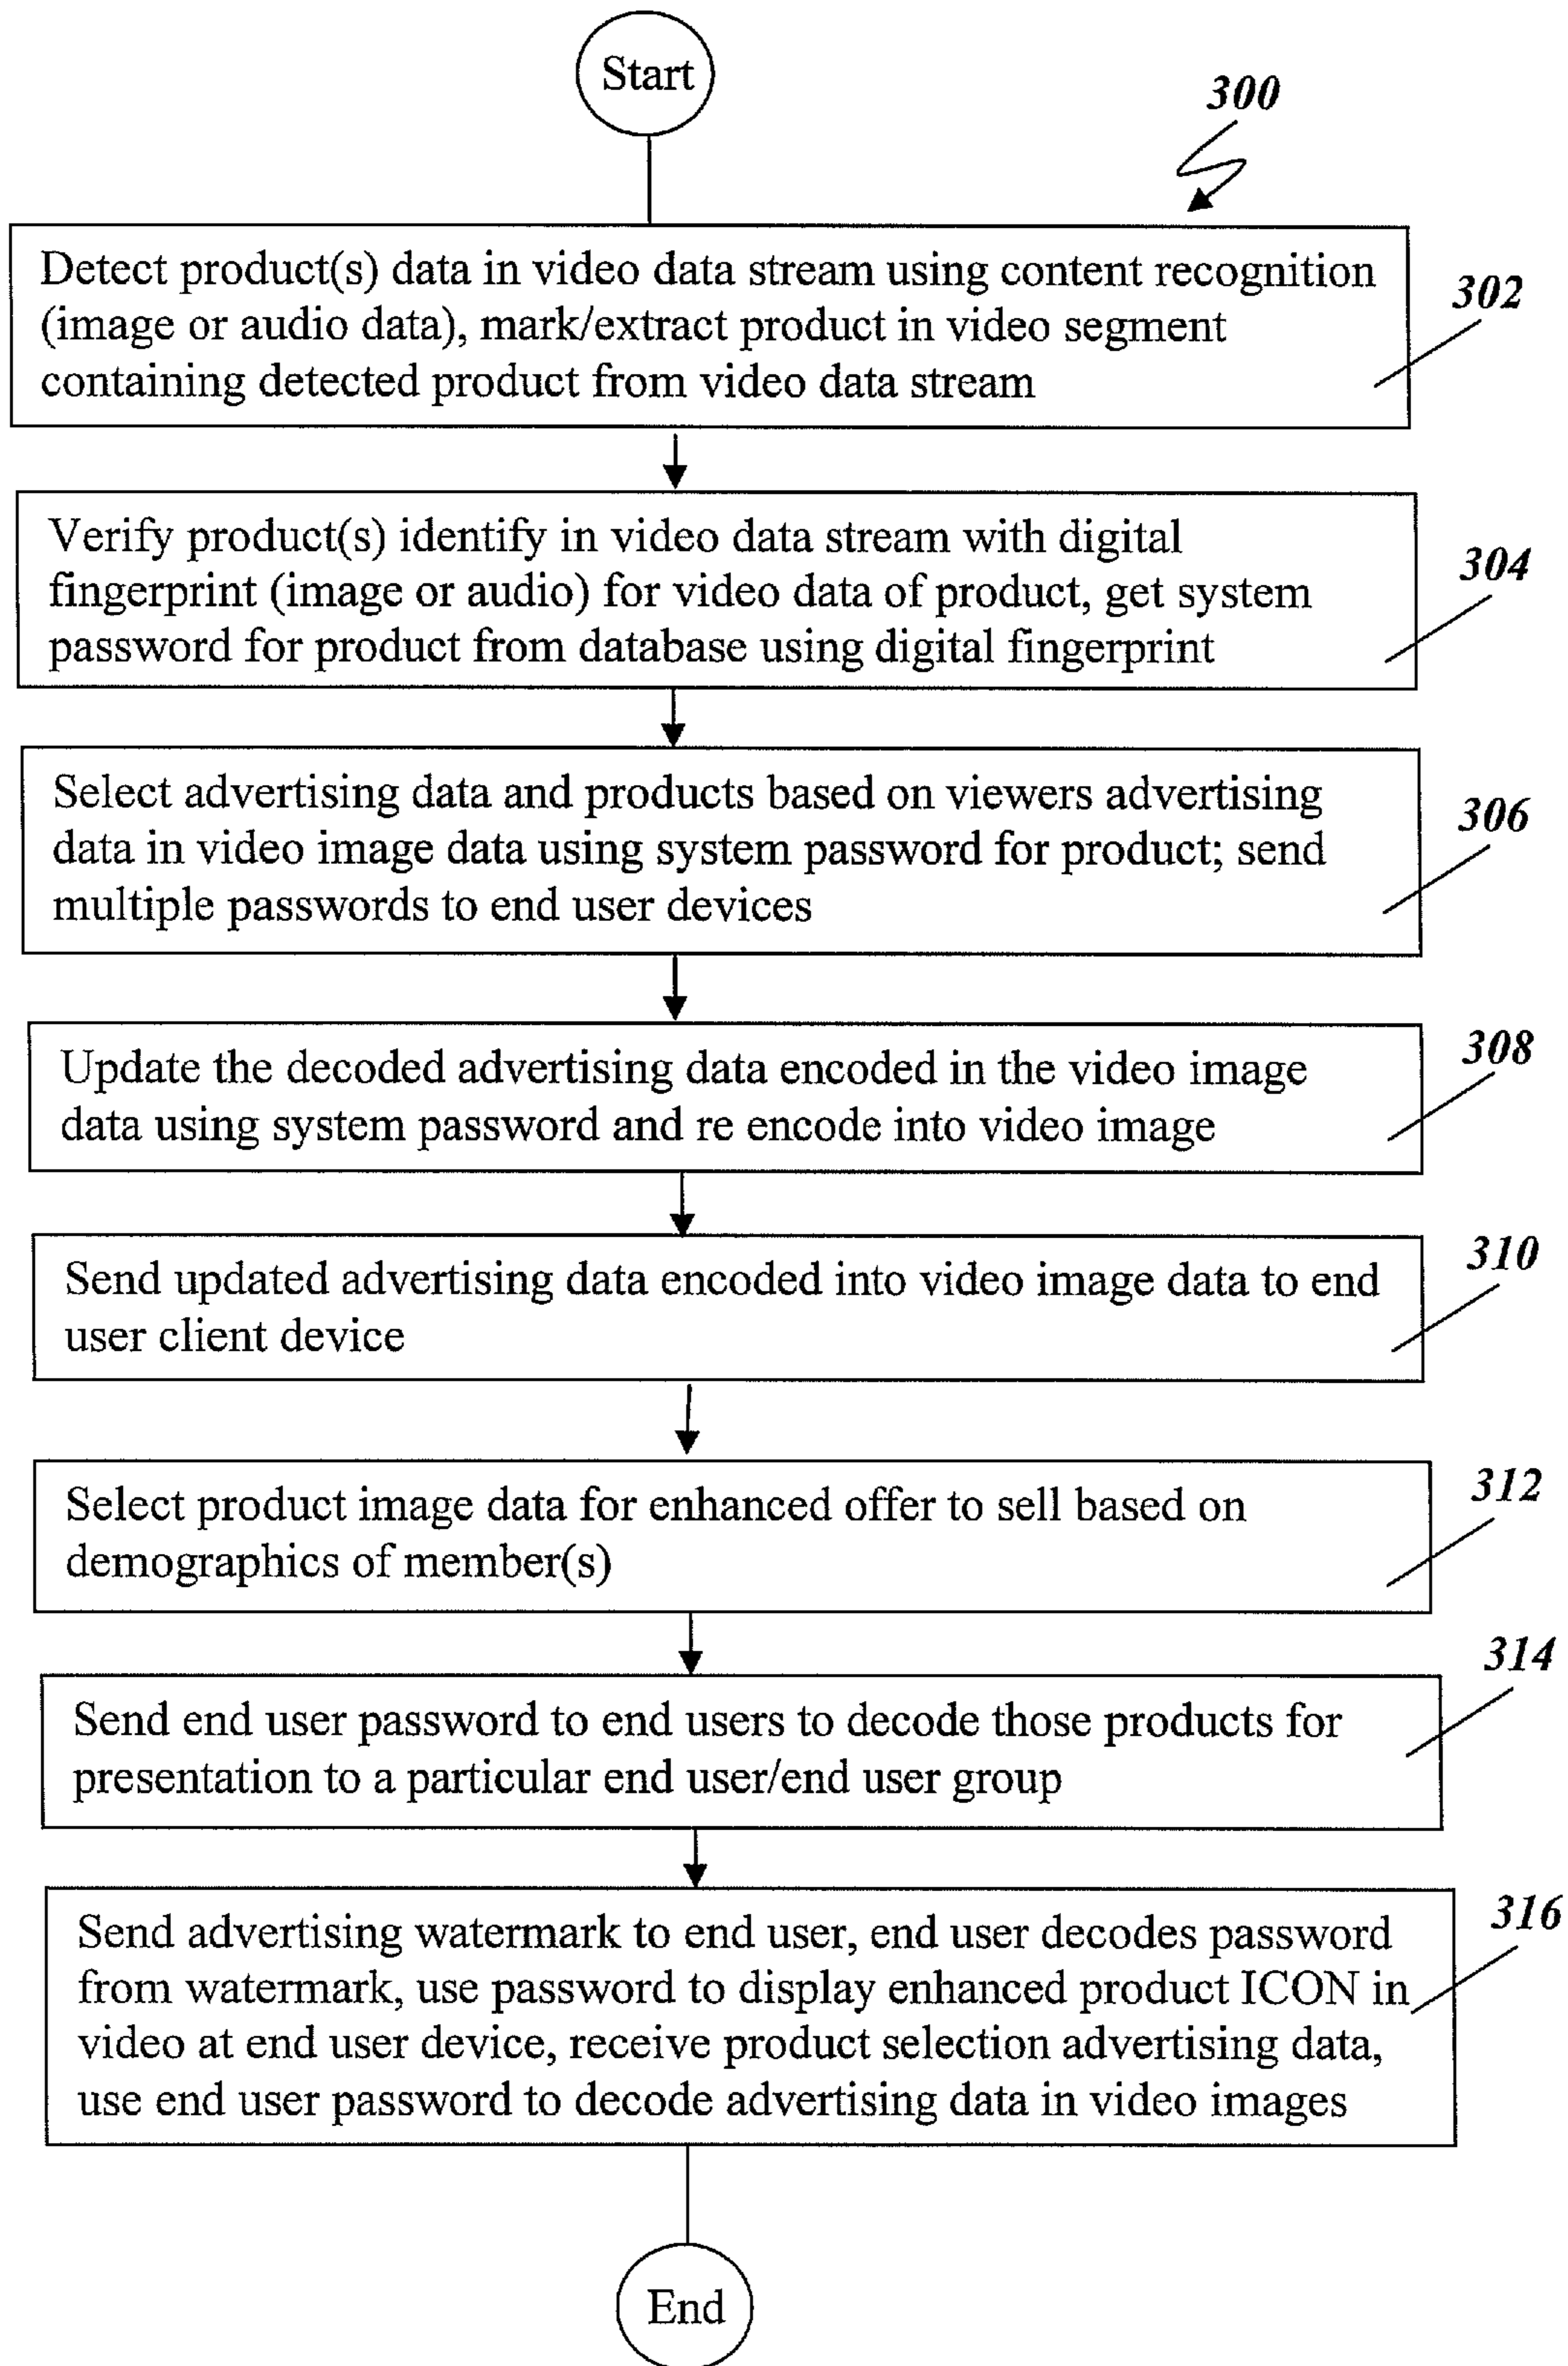 Start
300
Detect product(s) data in video data stream using content recognition
(image or audio data), mark/extract product in video segment
containing detected product from video data stream
302
Verify product(s) identify in video data stream with digital
fingerprint (image or audio) for video data of product, get system
password for product from database using digital fingerprint
304
Select advertising data and products based on viewers advertising
data in video image data using system password for product; send
multiple passwords to end user devices
306
Update the decoded advertising data encoded in the video image
data using system password and re encode into video image
308
Send updated advertising data encoded into video image data to end
user client device
310
Select product image data for enhanced offer to sell based on
demographics of member(s)
312
Send end user password to end users to decode those products for
presentation to a particular end user/end user group
314
Send advertising watermark to end user, end user decodes password
from watermark, use password to display enhanced product ICON in
video at end user device, receive product selection advertising data,
use end user password to decode advertising data in video images
316
End